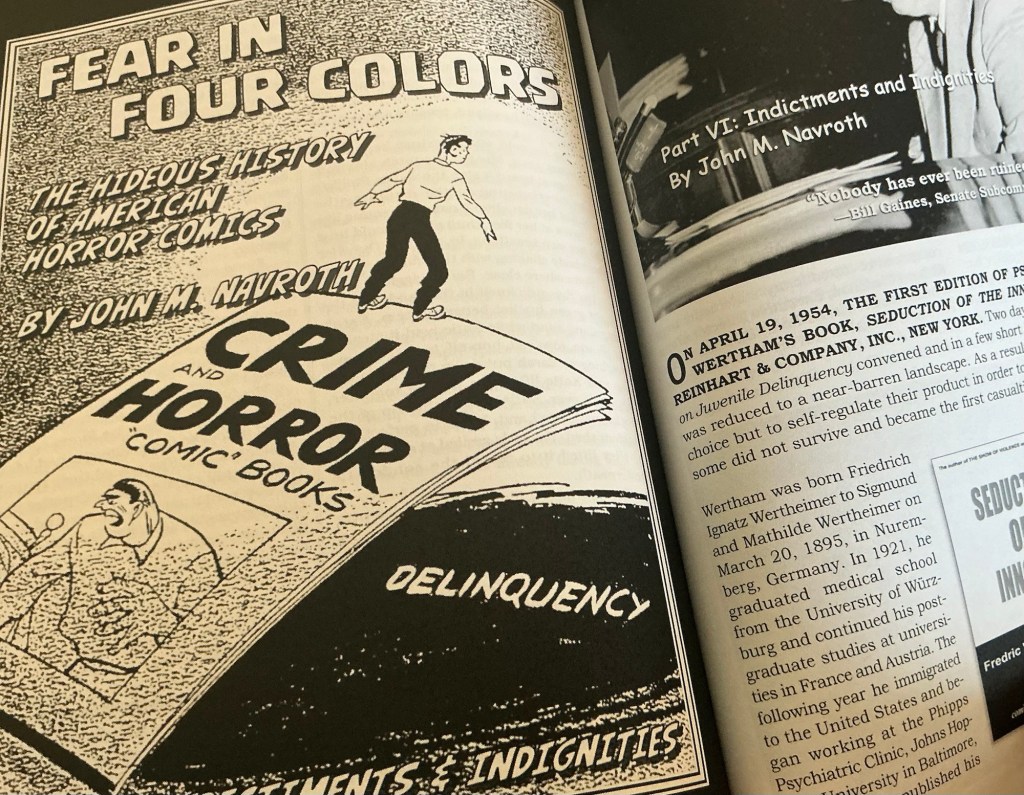 FEAR IN
FOUR COLORS
THE HIDEOUS HISTORY
OF AMERICAN
HORROR COMICS
BY JOHN M. NAVROTH
CRIME
AND
HORROR
"COMIC" BOOKS
DELINQUENCY
& INDIGNITIES
Part VI: Indictments and Indignities
By John M. Navroth
"Nobody has ever been ruined
—Bill Gaines, Senate
ON APRIL 19, 1954, THE FIRST EDITION OF
WERTHAM'S BOOK, SEDUCTION OF THE
REINHART & COMPANY, INC., NEW YORK. Two
on Juvenile Delinquency convened and in a few short
was reduced to a near-barren landscape. As a
choice but to self-regulate their product in order to
some did not survive and became the first
Wertham was born Friedrich
Ignatz Wertheimer to Sigmund
and Mathilde Wertheimer on
March 20, 1895, in Nurem-
berg, Germany. In 1921, he
graduated medical school
from the University of Würz-
burg and continued his post-
graduate studies at universi-
ties in France and Austria. The
following year he immigrated
to the United States and be-
gan working at the Phipps
Psychiatric Clinic, Johns Hop-
University in Baltimore,
published his
OF
Fredric